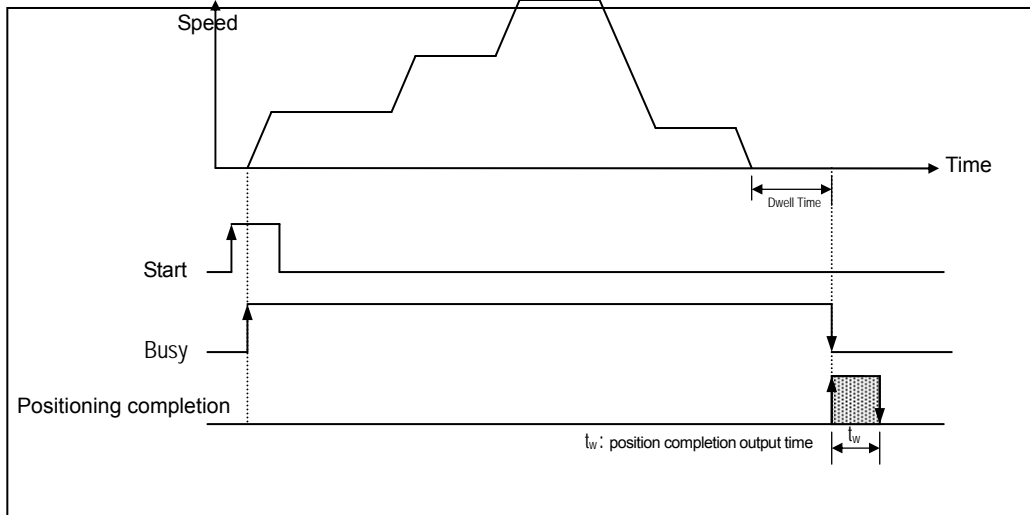 Speed
Time
Dwell Time
Start
Busy
Positioning completion
tw: position completion output time
tw